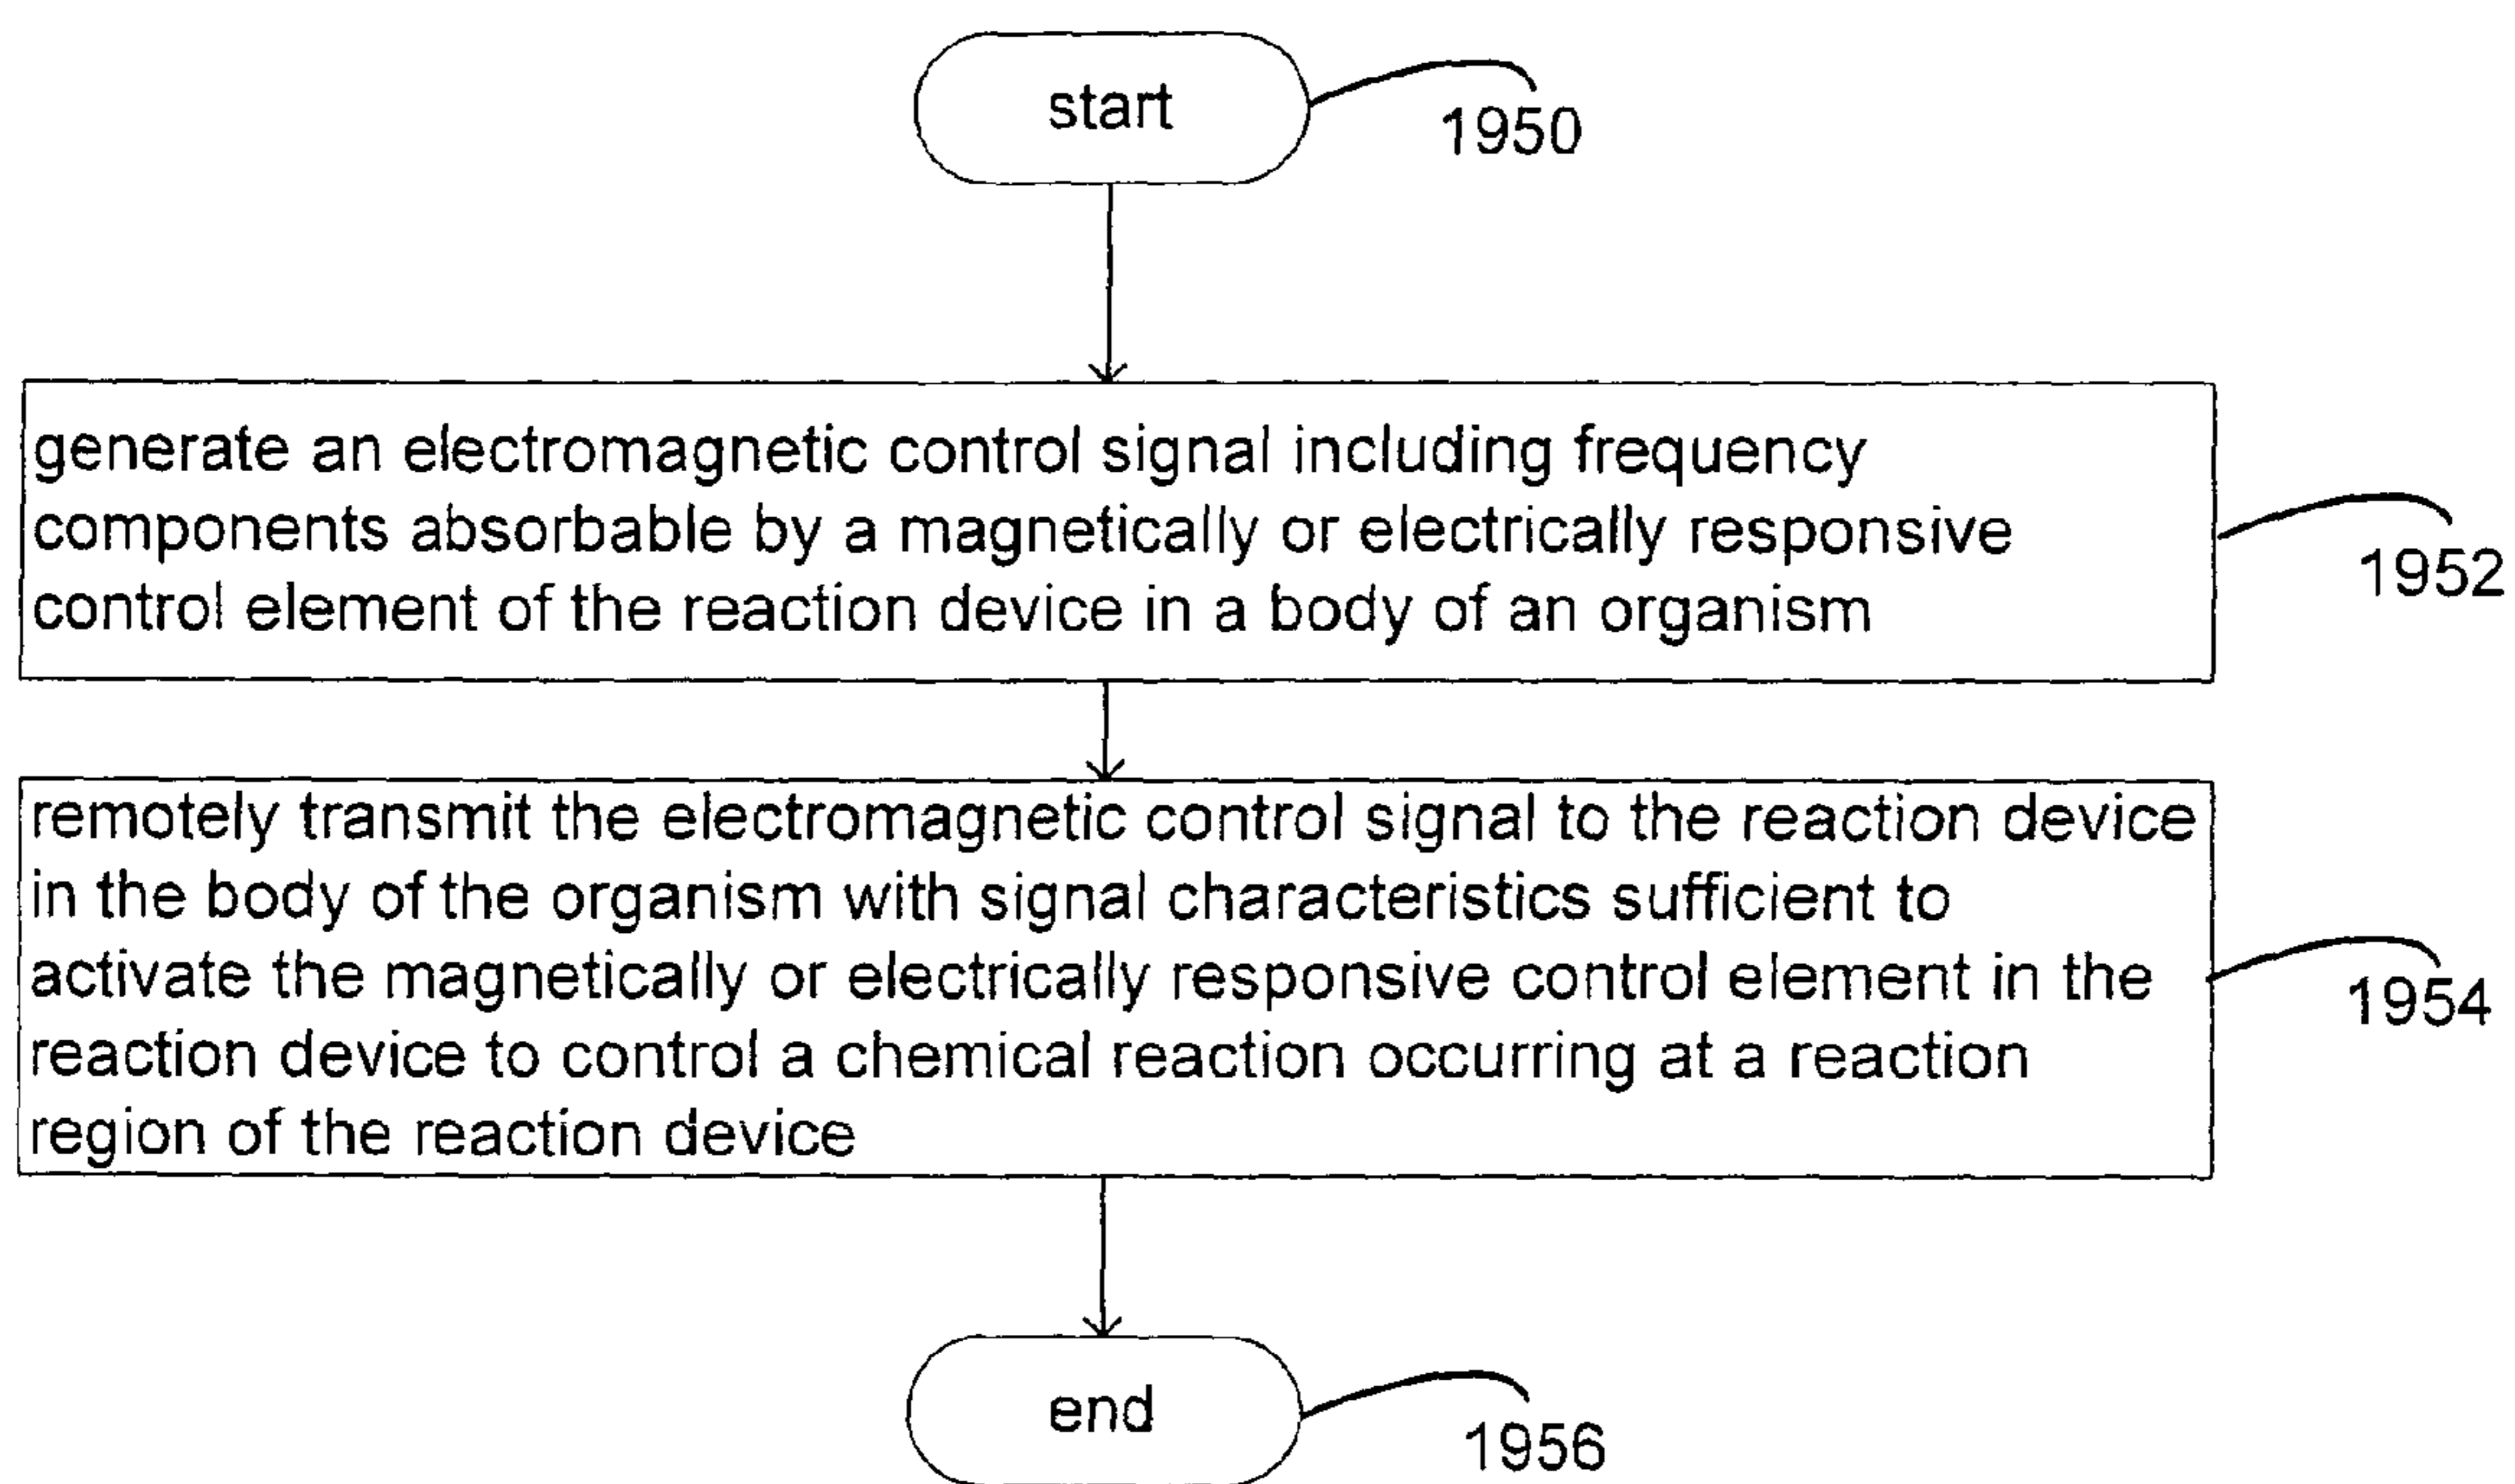 start
1950
generate an electromagnetic control signal including frequency
components absorbable by a magnetically or electrically responsive
control element of the reaction device in a body of an organism
1952
remotely transmit the electromagnetic control signal to the reaction device
in the body of the organism with signal characteristics sufficient to
activate the magnetically or electrically responsive control element in the
reaction device to control a chemical reaction occurring at a reaction
region of the reaction device
1954
end
1956